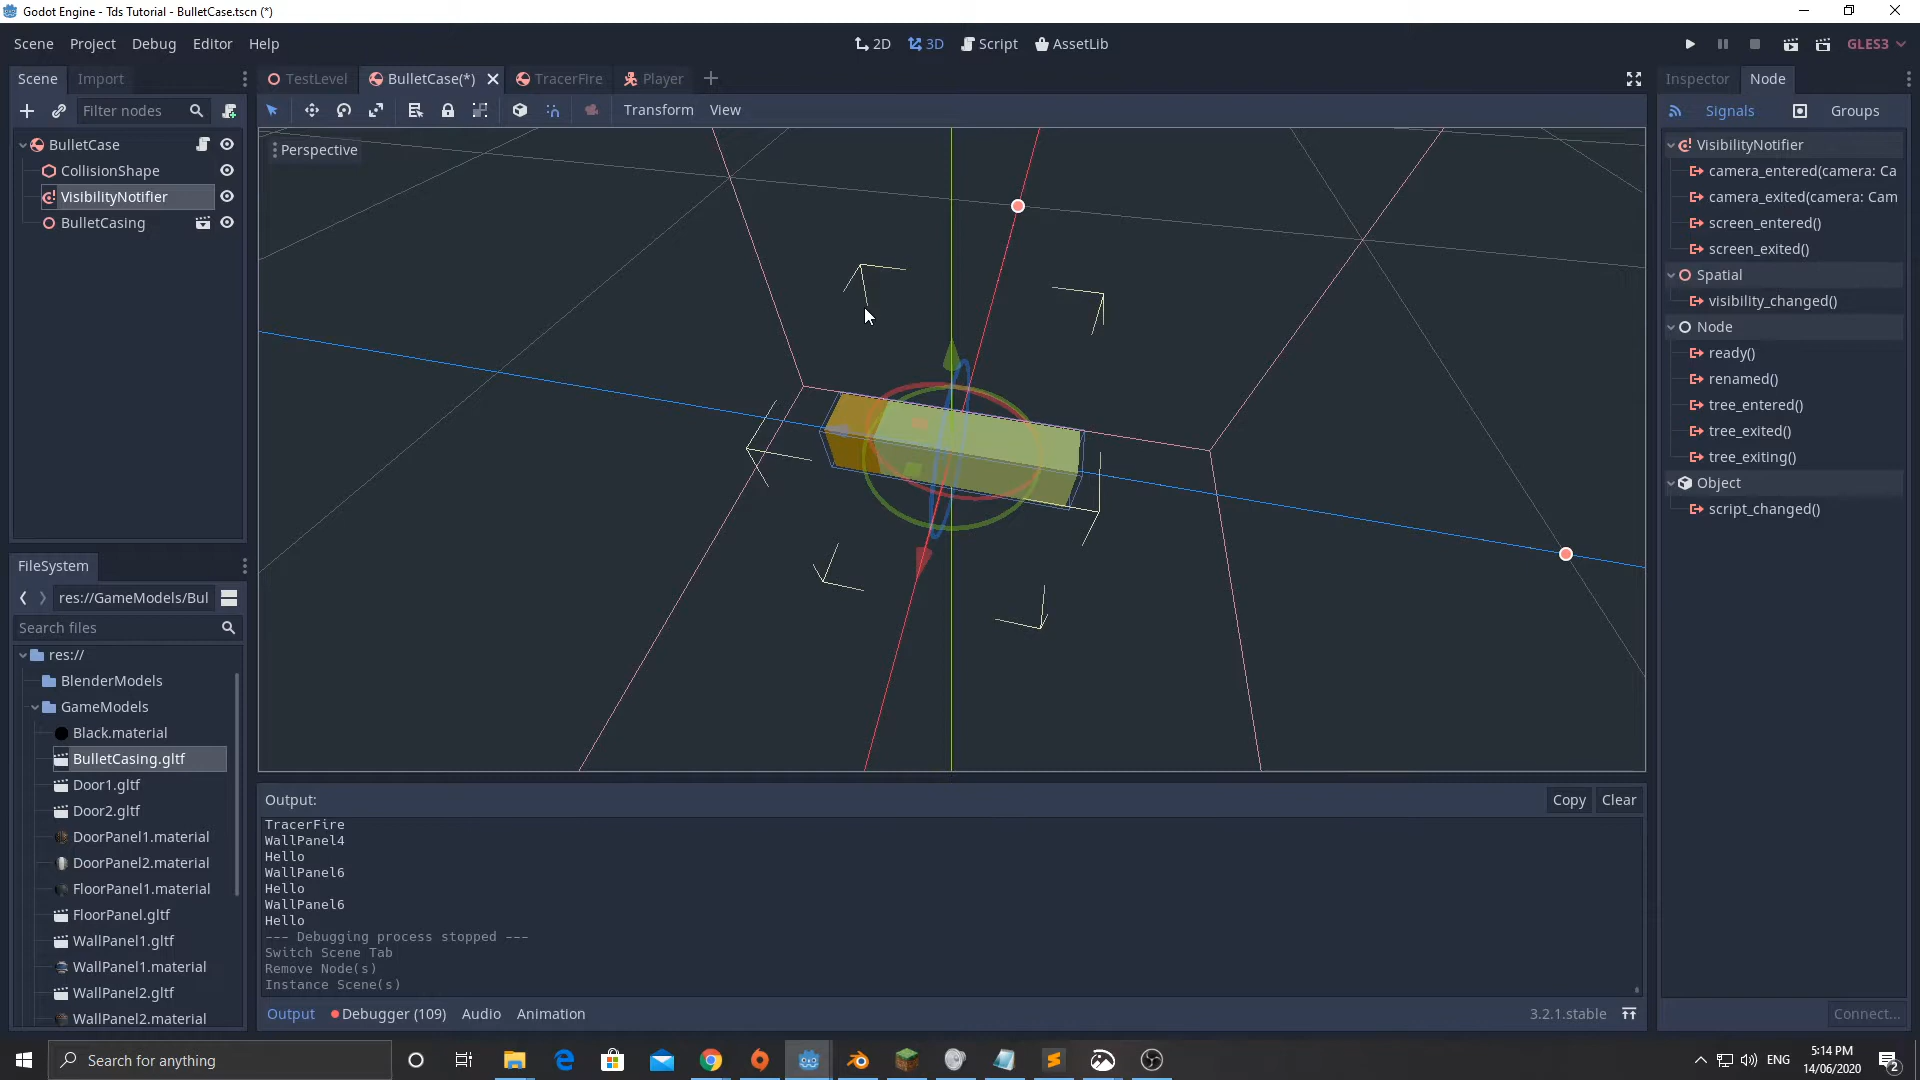 Godot Engine - Tds Tutorial - BulletCase.tscn (*)
Scene Project Debug Editor Help
2D 3D Script AssetLib
GLES3
Scene Import
TestLevel BulletCase(*) TracerFire Player
Inspector Node
Filter nodes
Transform View
Signals Groups
BulletCase
CollisionShape
VisibilityNotifier
BulletCasing
Perspective
VisibilityNotifier
camera_entered(camera: Ca
camera_exited(camera: Cam
screen_entered()
screen_exited()
Spatial
visibility_changed()
Node
ready()
renamed()
tree_entered()
tree_exited()
tree_exiting()
Object
script_changed()
FileSystem
res://GameModels/Bul
Search files
res://
BlenderModels
GameModels
Black.material
BulletCasing.gltf
Door1.gltf
Door2.gltf
DoorPanel1.material
DoorPanel2.material
FloorPanel1.material
FloorPanel.gltf
WallPanel1.gltf
WallPanel1.material
WallPanel2.gltf
WallPanel2.material
Output:
Copy Clear
TracerFire
WallPanel4
Hello
WallPanel6
Hello
WallPanel6
Hello
--- Debugging process stopped ---
Switch Scene Tab
Remove Node(s)
Instance Scene(s)
Output Debugger (109) Audio Animation
3.2.1.stable
Connect...
Search for anything
ENG
5:14 PM
14/06/2020
2